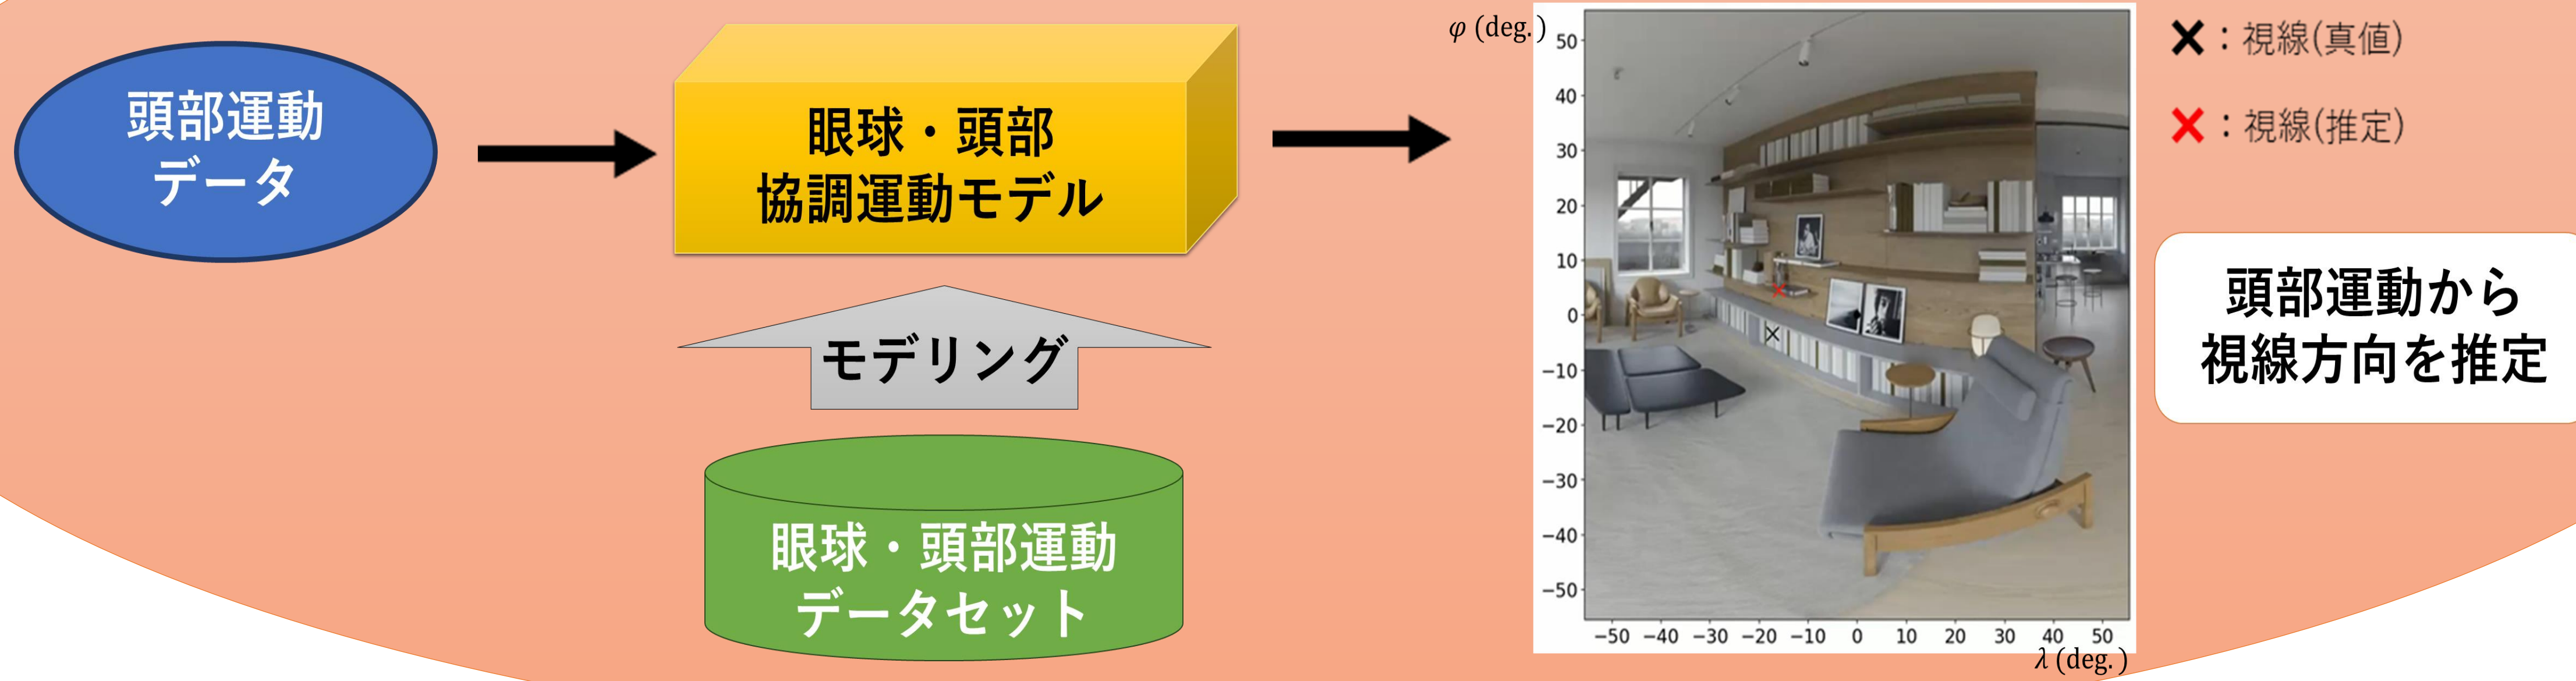 頭部運動
データ
眼球・頭部
協調運動モデル
モデリング
眼球・頭部運動
データセット
φ (deg.)
50
40
30
20
10
0
−10
−20
−30
−40
−50
−50 −40 −30 −20 −10 0 10 20 30 40 50
λ (deg.)
×：視線(真値)
×：視線(推定)
頭部運動から
視線方向を推定